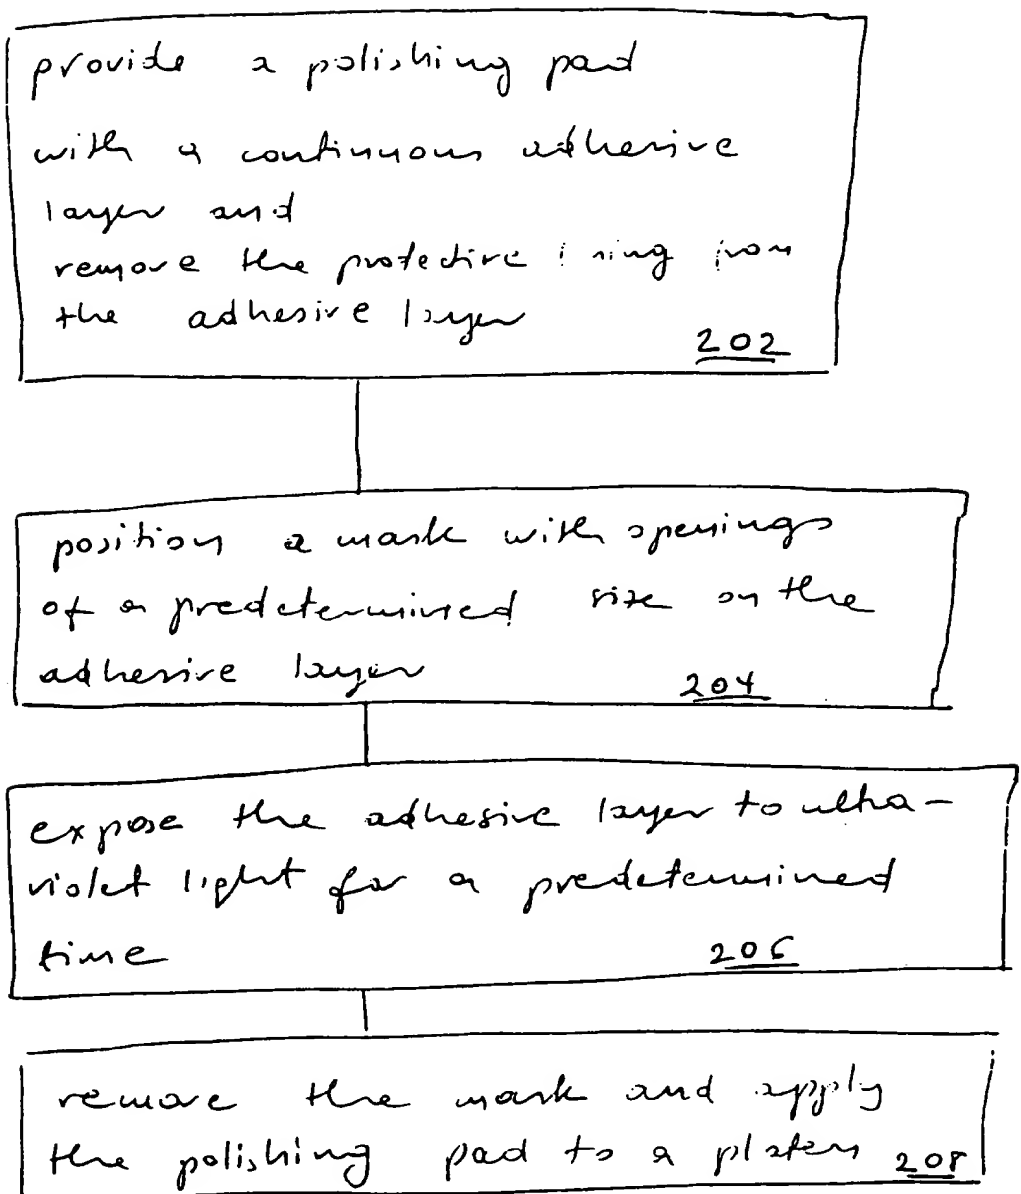 provide a polishing pad
with a continuous adhesive
layer and
remove the protective lining from
the adhesive layer
202
position a mask with openings
of a predetermined size on the
adhesive layer 204
expose the adhesive layer to ultra-
violet light for a predetermined
time 206
remove the mask and apply
the polishing pad to a platen 208